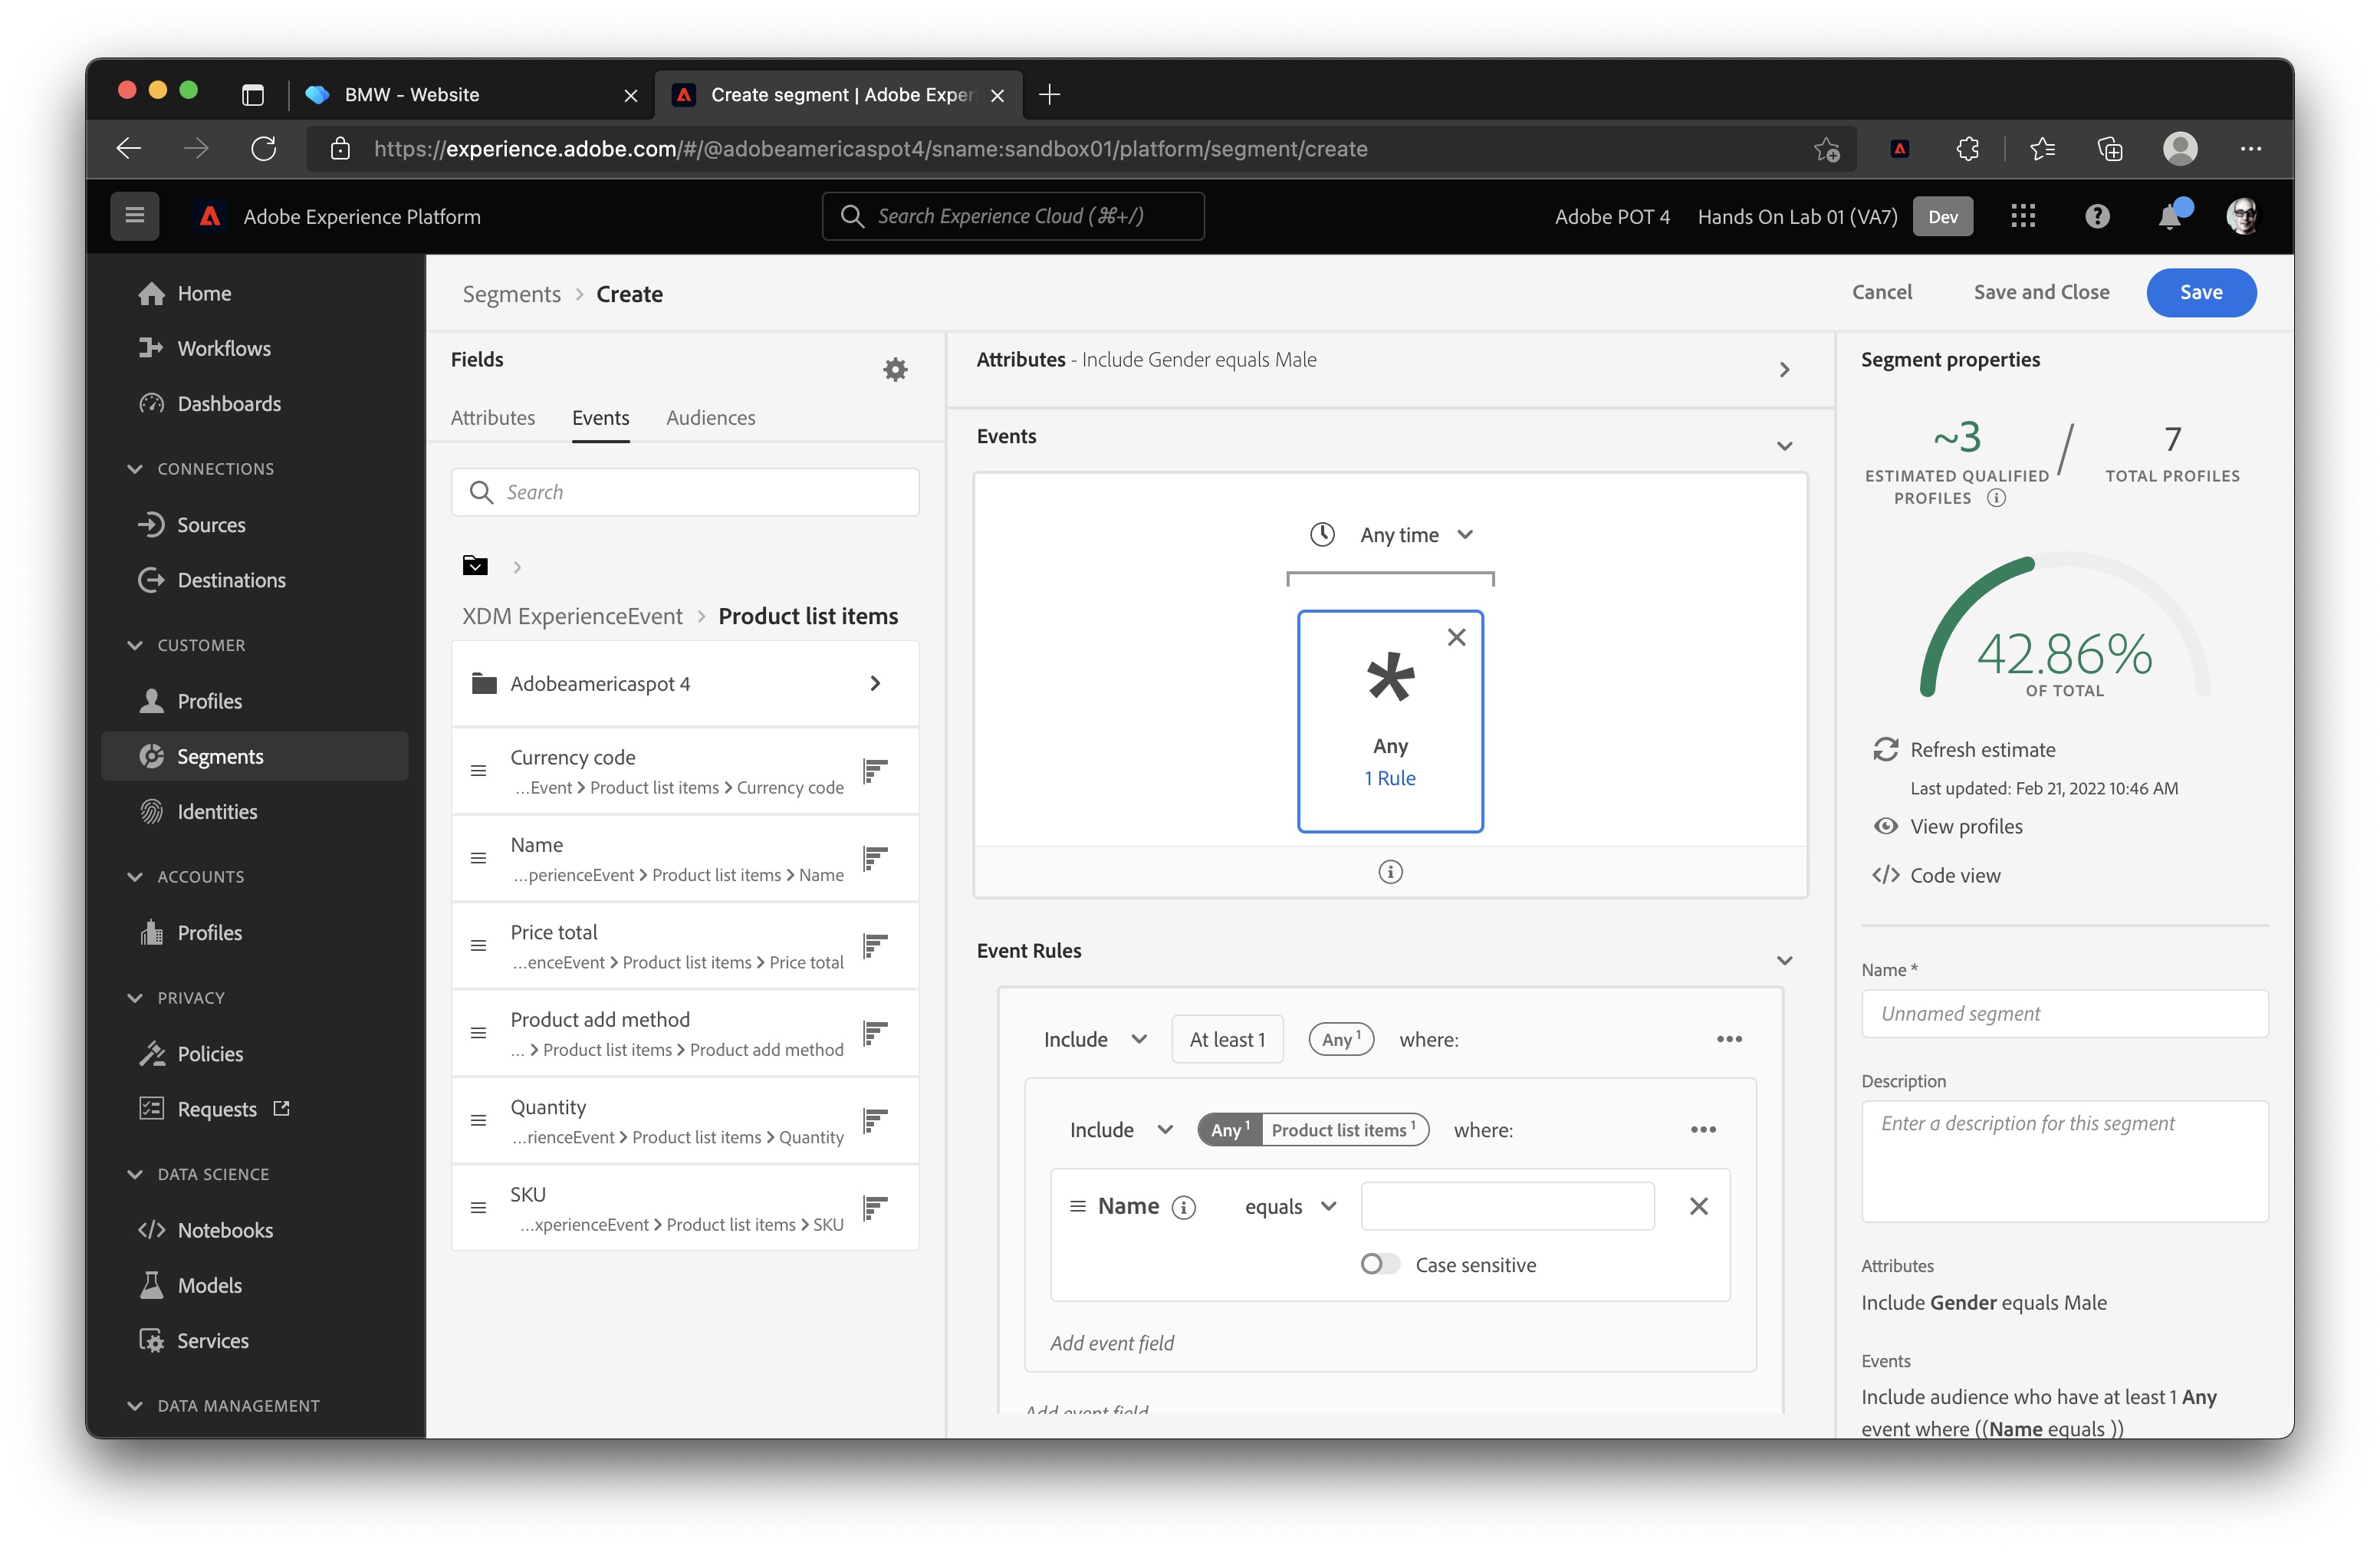 BMW - Website
Create segment | Adobe Exper
https://experience.adobe.com/#/@adobeamericaspot4/sname:sandbox01/platform/segment/create
Adobe Experience Platform
Search Experience Cloud (⌘+/)
Adobe POT 4
Hands On Lab 01 (VA7)
Dev
Home
Workflows
Dashboards
CONNECTIONS
Sources
Destinations
CUSTOMER
Profiles
Segments
Identities
ACCOUNTS
Profiles
PRIVACY
Policies
Requests
DATA SCIENCE
Notebooks
Models
Services
DATA MANAGEMENT
Segments > Create
Cancel
Save and Close
Save
Fields
Attributes
Events
Audiences
Search
XDM ExperienceEvent > Product list items
Adobeamericaspot 4
Currency code
...Event > Product list items > Currency code
Name
...perienceEvent > Product list items > Name
Price total
...enceEvent > Product list items > Price total
Product add method
... > Product list items > Product add method
Quantity
...rienceEvent > Product list items > Quantity
SKU
...xperienceEvent > Product list items > SKU
Attributes - Include Gender equals Male
Events
Any time
Any
1 Rule
Event Rules
Include At least 1 Any 1 where:
Include Any 1 Product list items 1 where:
Name equals
Case sensitive
Add event field
Add event field
Segment properties
~3 / 7
ESTIMATED QUALIFIED PROFILES
TOTAL PROFILES
42.86%
OF TOTAL
Refresh estimate
Last updated: Feb 21, 2022 10:46 AM
View profiles
Code view
Name *
Unnamed segment
Description
Enter a description for this segment
Attributes
Include Gender equals Male
Events
Include audience who have at least 1 Any
event where ((Name equals ))